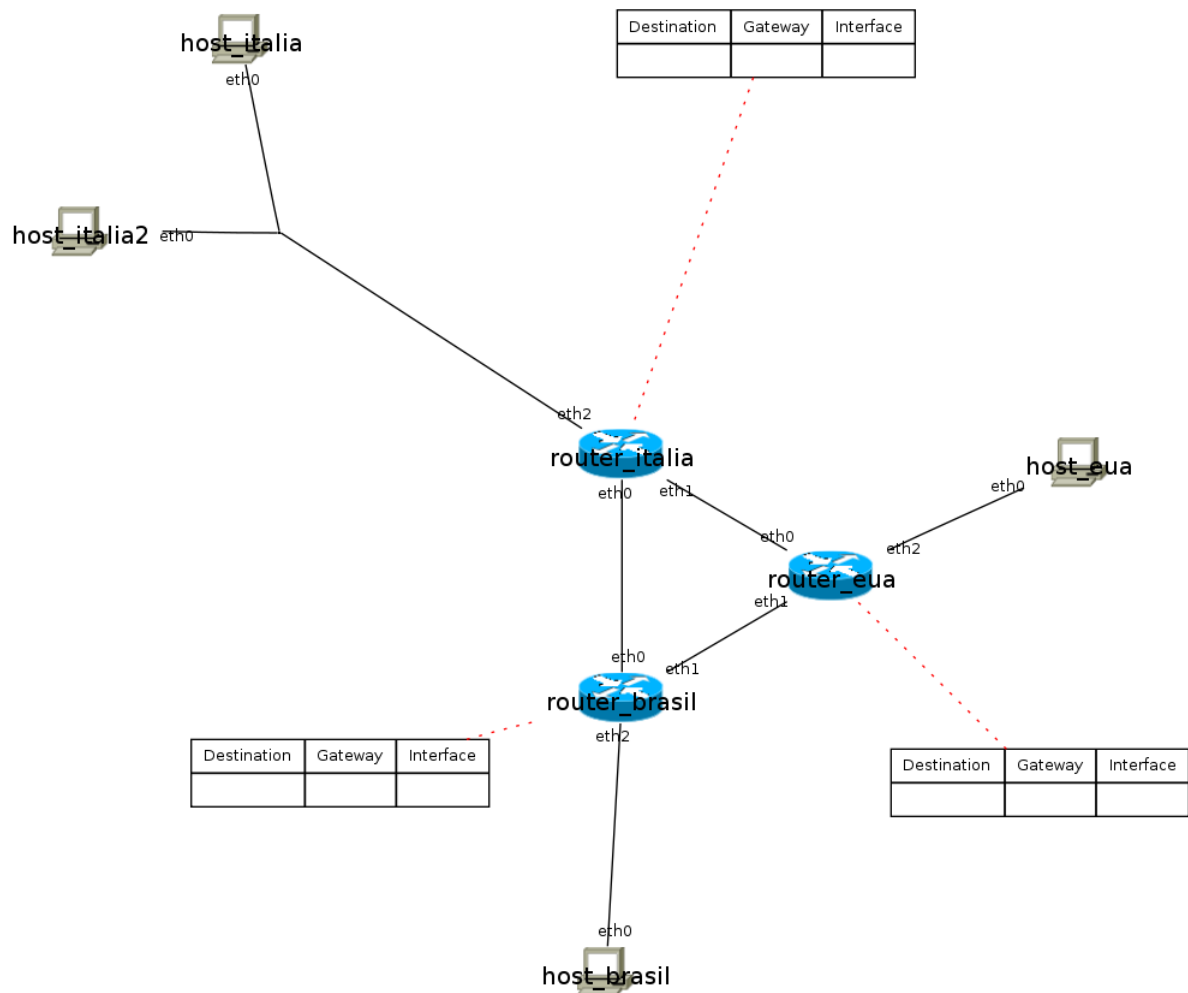 host_italia
eth0
Destination Gateway Interface
host_italia2
eth0
eth2
router_italia
eth0
eth1
host_eua
eth0
eth0
eth2
router_eua
eth1
eth0
eth1
router_brasil
eth2
Destination Gateway Interface
Destination Gateway Interface
eth0
host_brasil